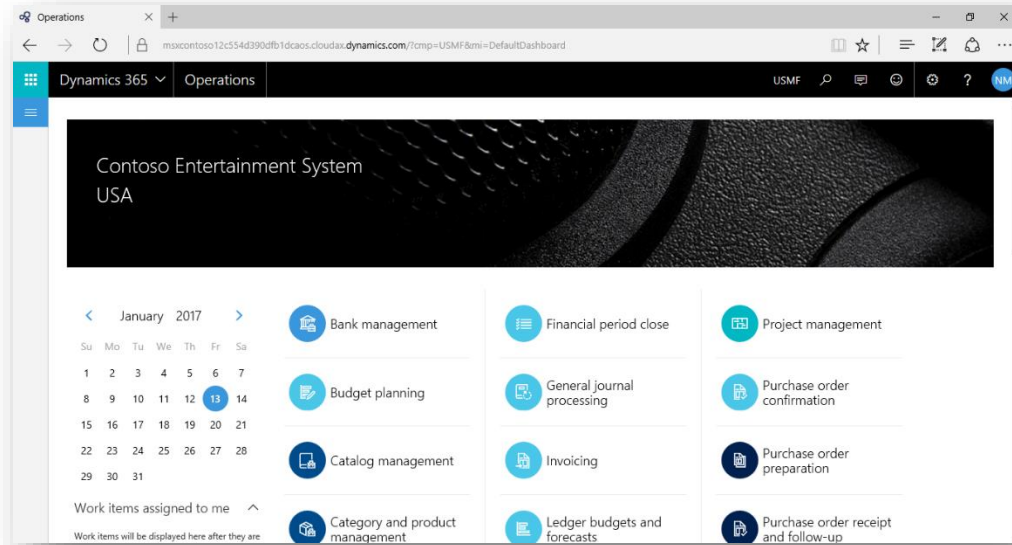 Operations
msxcontoso12c554d390dfb1dcaos.cloudax.dynamics.com/?cmp=USMF&mi=DefaultDashboard
Dynamics 365 Operations
USMF
NM
Contoso Entertainment System
USA
January 2017
Su Mo Tu We Th Fr Sa
1 2 3 4 5 6 7
8 9 10 11 12 13 14
15 16 17 18 19 20 21
22 23 24 25 26 27 28
29 30 31
Work items assigned to me
Work items will be displayed here after they are
Bank management
Budget planning
Catalog management
Category and product
management
Financial period close
General journal
processing
Invoicing
Ledger budgets and
forecasts
Project management
Purchase order
confirmation
Purchase order
preparation
Purchase order receipt
and follow-up